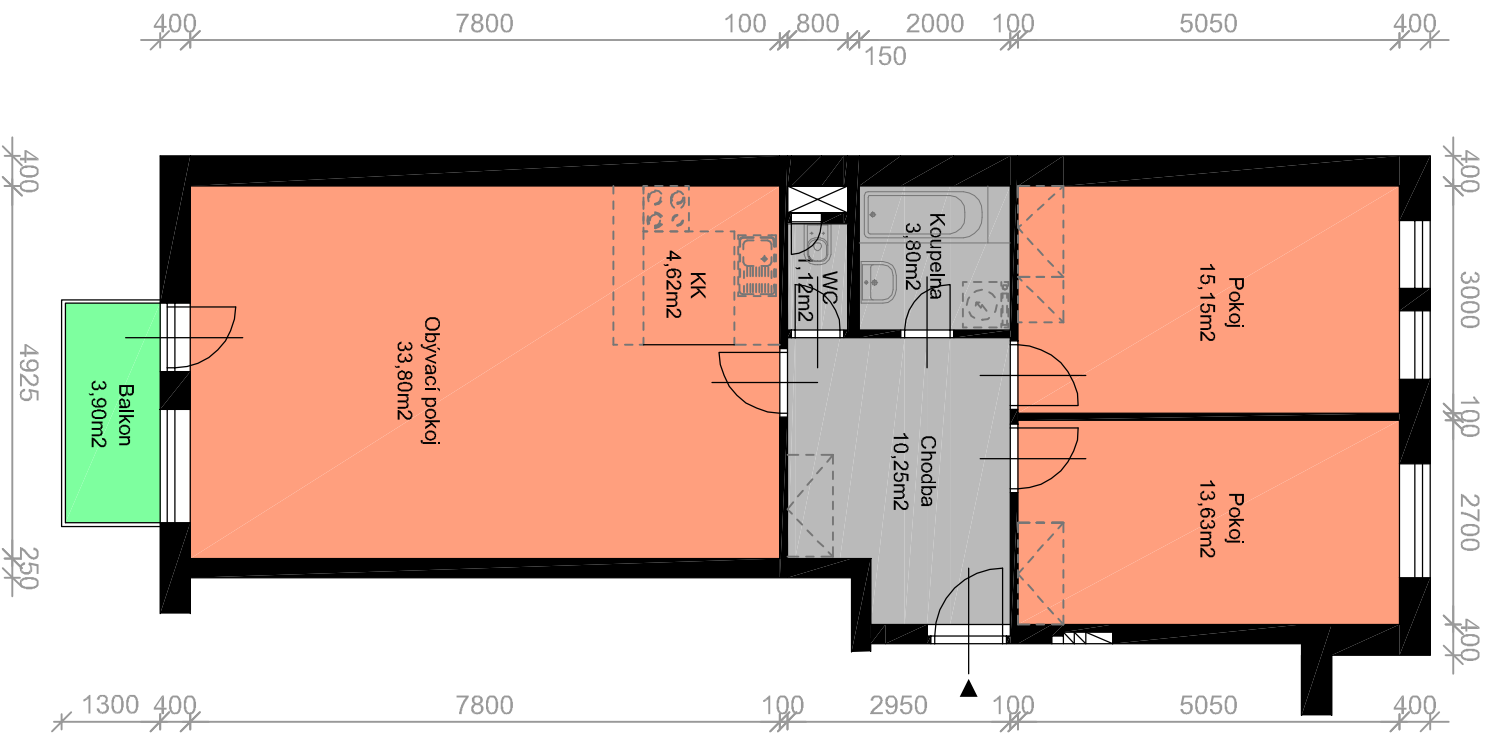 400 7800 100 800 2000 100 5050 400
150
400
4925
250
400
3000
100
2700
400
Obývací pokoj
33,80m2
KK
4,62m2
WC
1,12m2
Koupelna
3,80m2
Pokoj
15,15m2
Balkon
3,90m2
Chodba
10,25m2
Pokoj
13,63m2
1300 400 7800 100 2950 100 5050 400